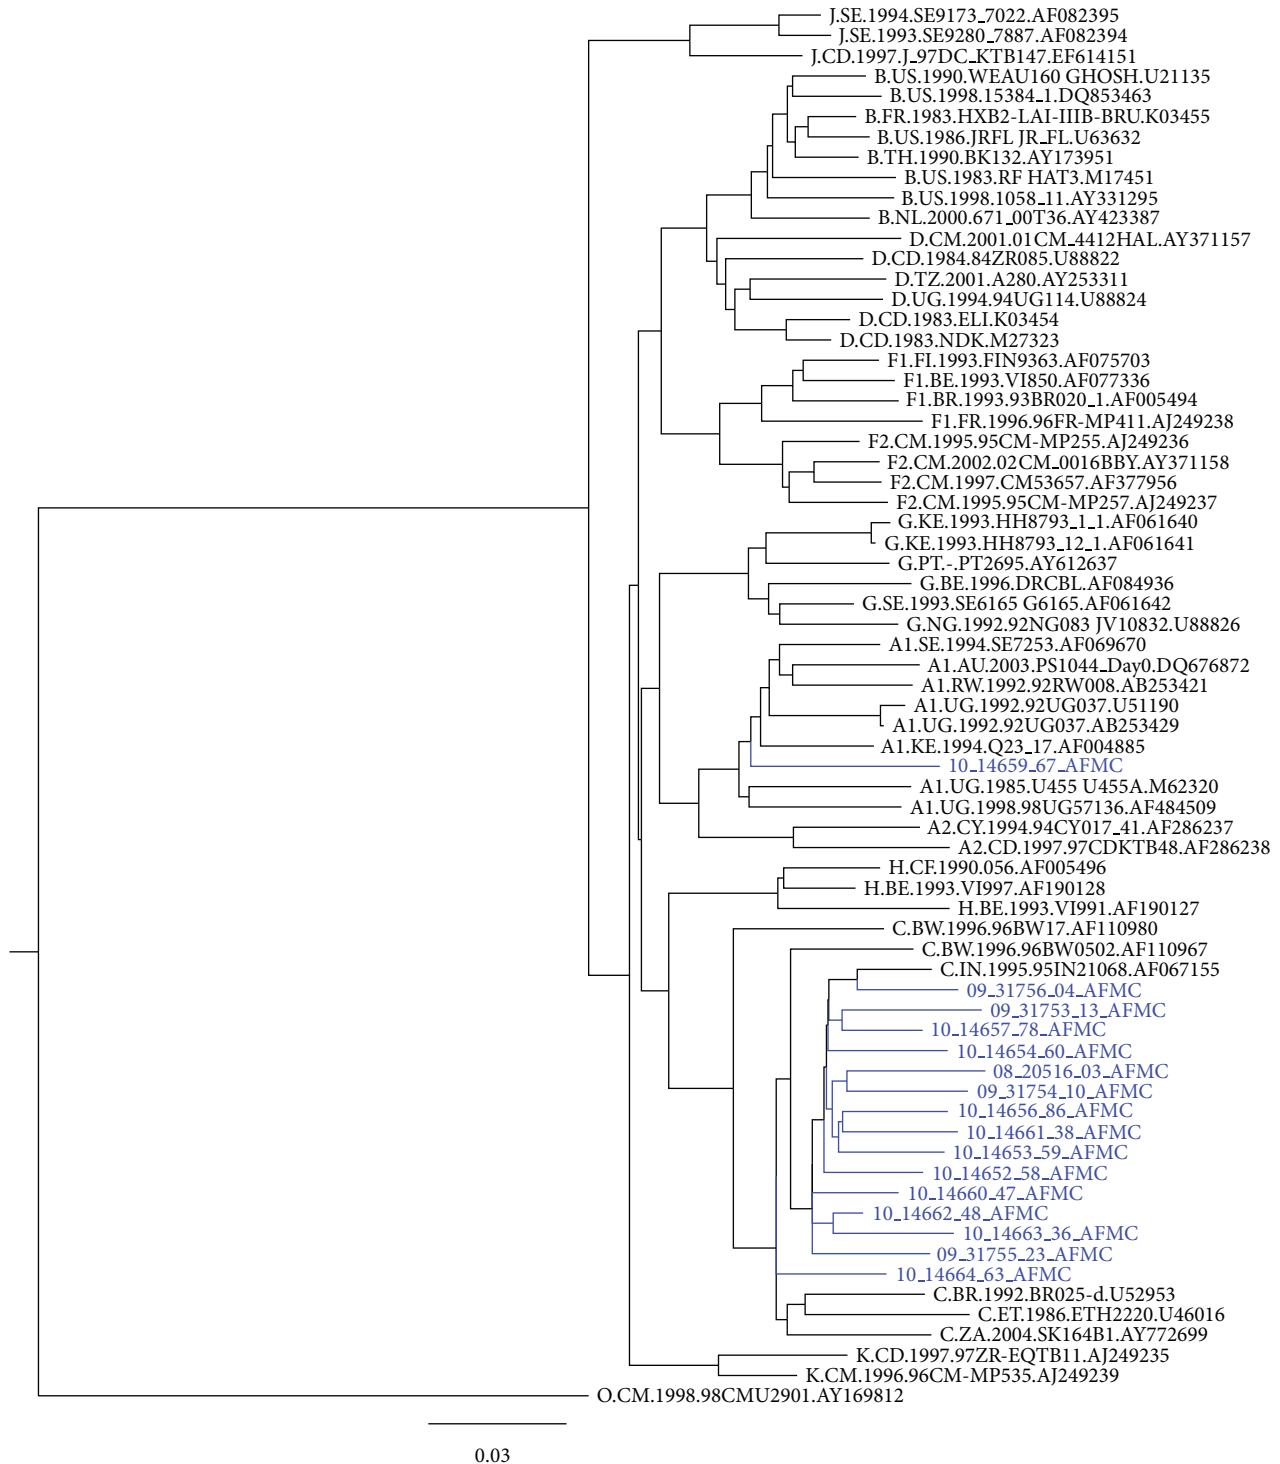 J.SE.1994.SE9173_7022.AF082395
J.SE.1993.SE9280_7887.AF082394
J.CD.1997.J_97DC_KTB147.EF614151
B.US.1990.WEAU160 GHOSH.U21135
B.US.1998.15384_1.DQ853463
B.FR.1983.HXB2-LAI-IIIB-BRU.K03455
B.US.1986.JRFL JR_FL.U63632
B.TH.1990.BK132.AY173951
B.US.1983.RF HAT3.M17451
B.US.1998.1058_11.AY331295
B.NL.2000.671_00T36.AY423387
D.CM.2001.01CM_4412HAL.AY371157
D.CD.1984.84ZR085.U88822
D.TZ.2001.A280.AY253311
D.UG.1994.94UG114.U88824
D.CD.1983.ELI.K03454
D.CD.1983.NDK.M27323
F1.FI.1993.FIN9363.AF075703
F1.BE.1993.VI850.AF077336
F1.BR.1993.93BR020_1.AF005494
F1.FR.1996.96FR-MP411.AJ249238
F2.CM.1995.95CM-MP255.AJ249236
F2.CM.2002.02CM_0016BBY.AY371158
F2.CM.1997.CM53657.AF377956
F2.CM.1995.95CM-MP257.AJ249237
G.KE.1993.HH8793_1_1.AF061640
G.KE.1993.HH8793_12_1.AF061641
G.PT.-.PT2695.AY612637
G.BE.1996.DRCBL.AF084936
G.SE.1993.SE6165 G6165.AF061642
G.NG.1992.92NG083 JV10832.U88826
A1.SE.1994.SE7253.AF069670
A1.AU.2003.PS1044_Day0.DQ676872
A1.RW.1992.92RW008.AB253421
A1.UG.1992.92UG037.U51190
A1.UG.1992.92UG037.AB253429
A1.KE.1994.Q23_17.AF004885
10_14659_67_AFMC
A1.UG.1985.U455 U455A.M62320
A1.UG.1998.98UG57136.AF484509
A2.CY.1994.94CY017_41.AF286237
A2.CD.1997.97CDKTB48.AF286238
H.CF.1990.056.AF005496
H.BE.1993.VI997.AF190128
H.BE.1993.VI991.AF190127
C.BW.1996.96BW17.AF110980
C.BW.1996.96BW0502.AF110967
C.IN.1995.95IN21068.AF067155
09_31756_04_AFMC
09_31753_13_AFMC
10_14657_78_AFMC
10_14654_60_AFMC
08_20516_03_AFMC
09_31754_10_AFMC
10_14656_86_AFMC
10_14661_38_AFMC
10_14653_59_AFMC
10_14652_58_AFMC
10_14660_47_AFMC
10_14662_48_AFMC
10_14663_36_AFMC
09_31755_23_AFMC
10_14664_63_AFMC
C.BR.1992.BR025-d.U52953
C.ET.1986.ETH2220.U46016
C.ZA.2004.SK164B1.AY772699
K.CD.1997.97ZR-EQTB11.AJ249235
K.CM.1996.96CM-MP535.AJ249239
O.CM.1998.98CMU2901.AY169812
0.03